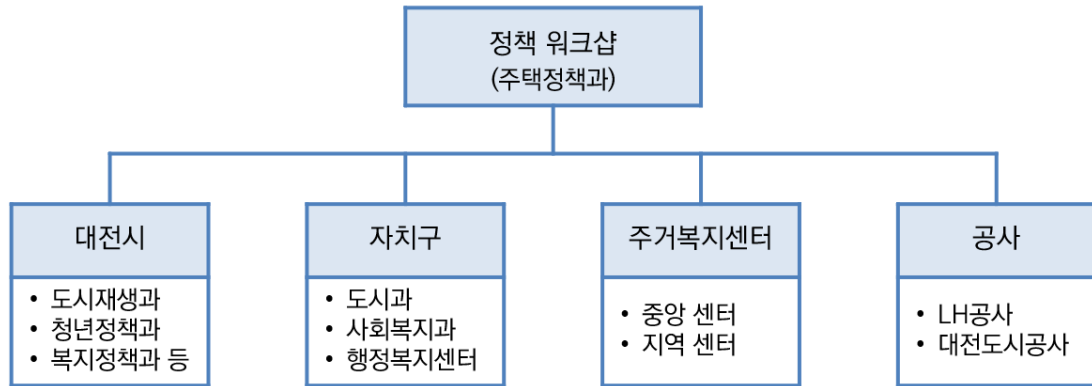 정책 워크샵
(주택정책과)
대전시
• 도시재생과
• 청년정책과
• 복지정책과 등
자치구
• 도시과
• 사회복지과
• 행정복지센터
주거복지센터
• 중앙 센터
• 지역 센터
공사
• LH공사
• 대전도시공사